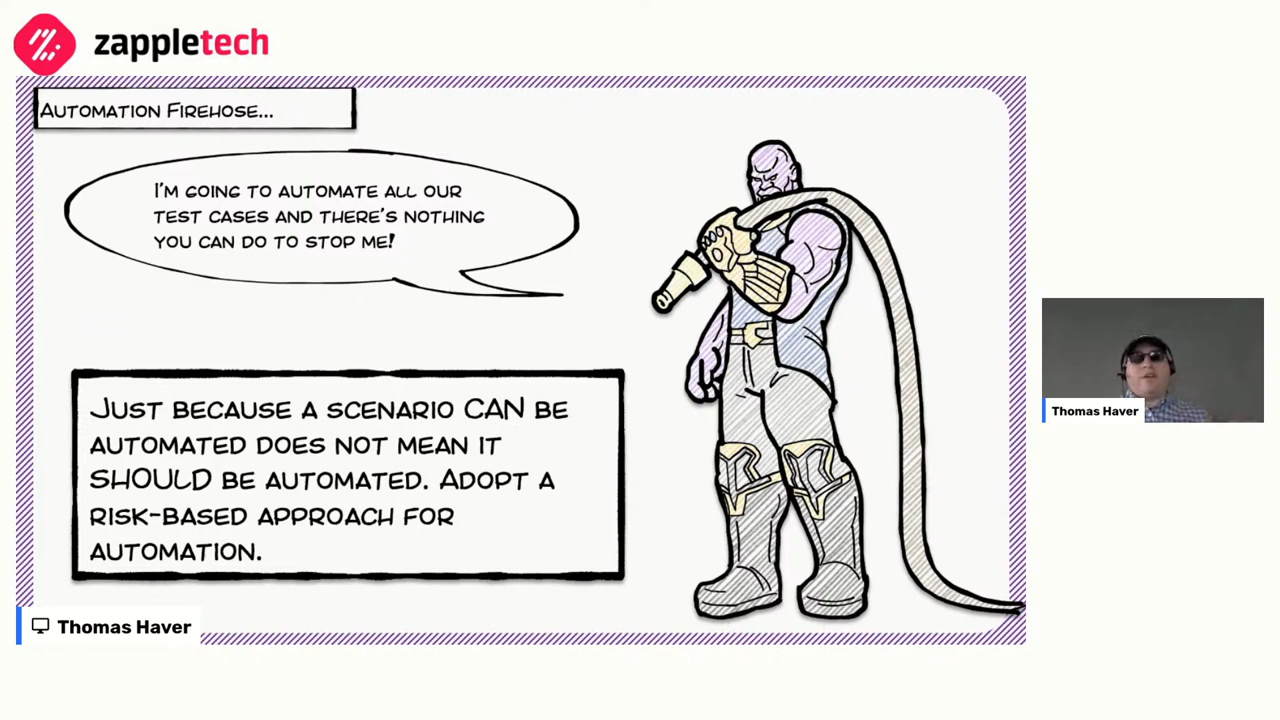 zappletech
Automation Firehose...
I'm going to automate all our
test cases and there's nothing
you can do to stop me!
Just because a scenario CAN be
automated does not mean it
SHOULD be automated. Adopt a
risk-based approach for
automation.
Thomas Haver
Thomas Haver